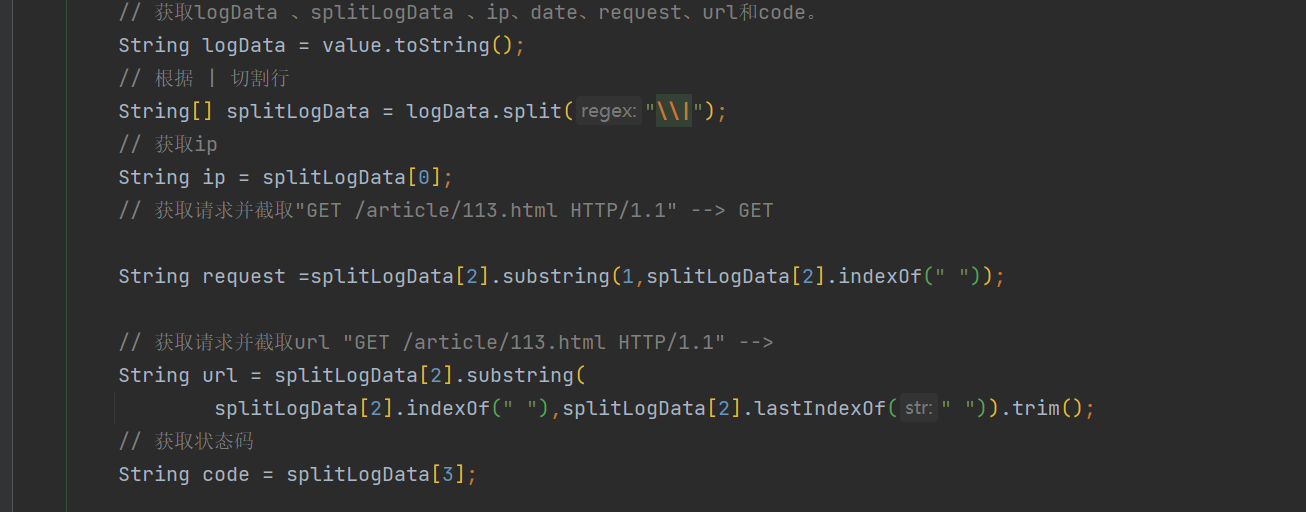 // 获取logData 、splitLogData 、ip、date、request、url和code。
String logData = value.toString();
// 根据 | 切割行
String[] splitLogData = logData.split( regex: "\\|");
// 获取ip
String ip = splitLogData[0];
// 获取请求并截取"GET /article/113.html HTTP/1.1" --> GET
String request =splitLogData[2].substring(1,splitLogData[2].indexOf(" "));
// 获取请求并截取url "GET /article/113.html HTTP/1.1" -->
String url = splitLogData[2].substring(
splitLogData[2].indexOf(" "),splitLogData[2].lastIndexOf( str: " ")).trim();
// 获取状态码
String code = splitLogData[3];